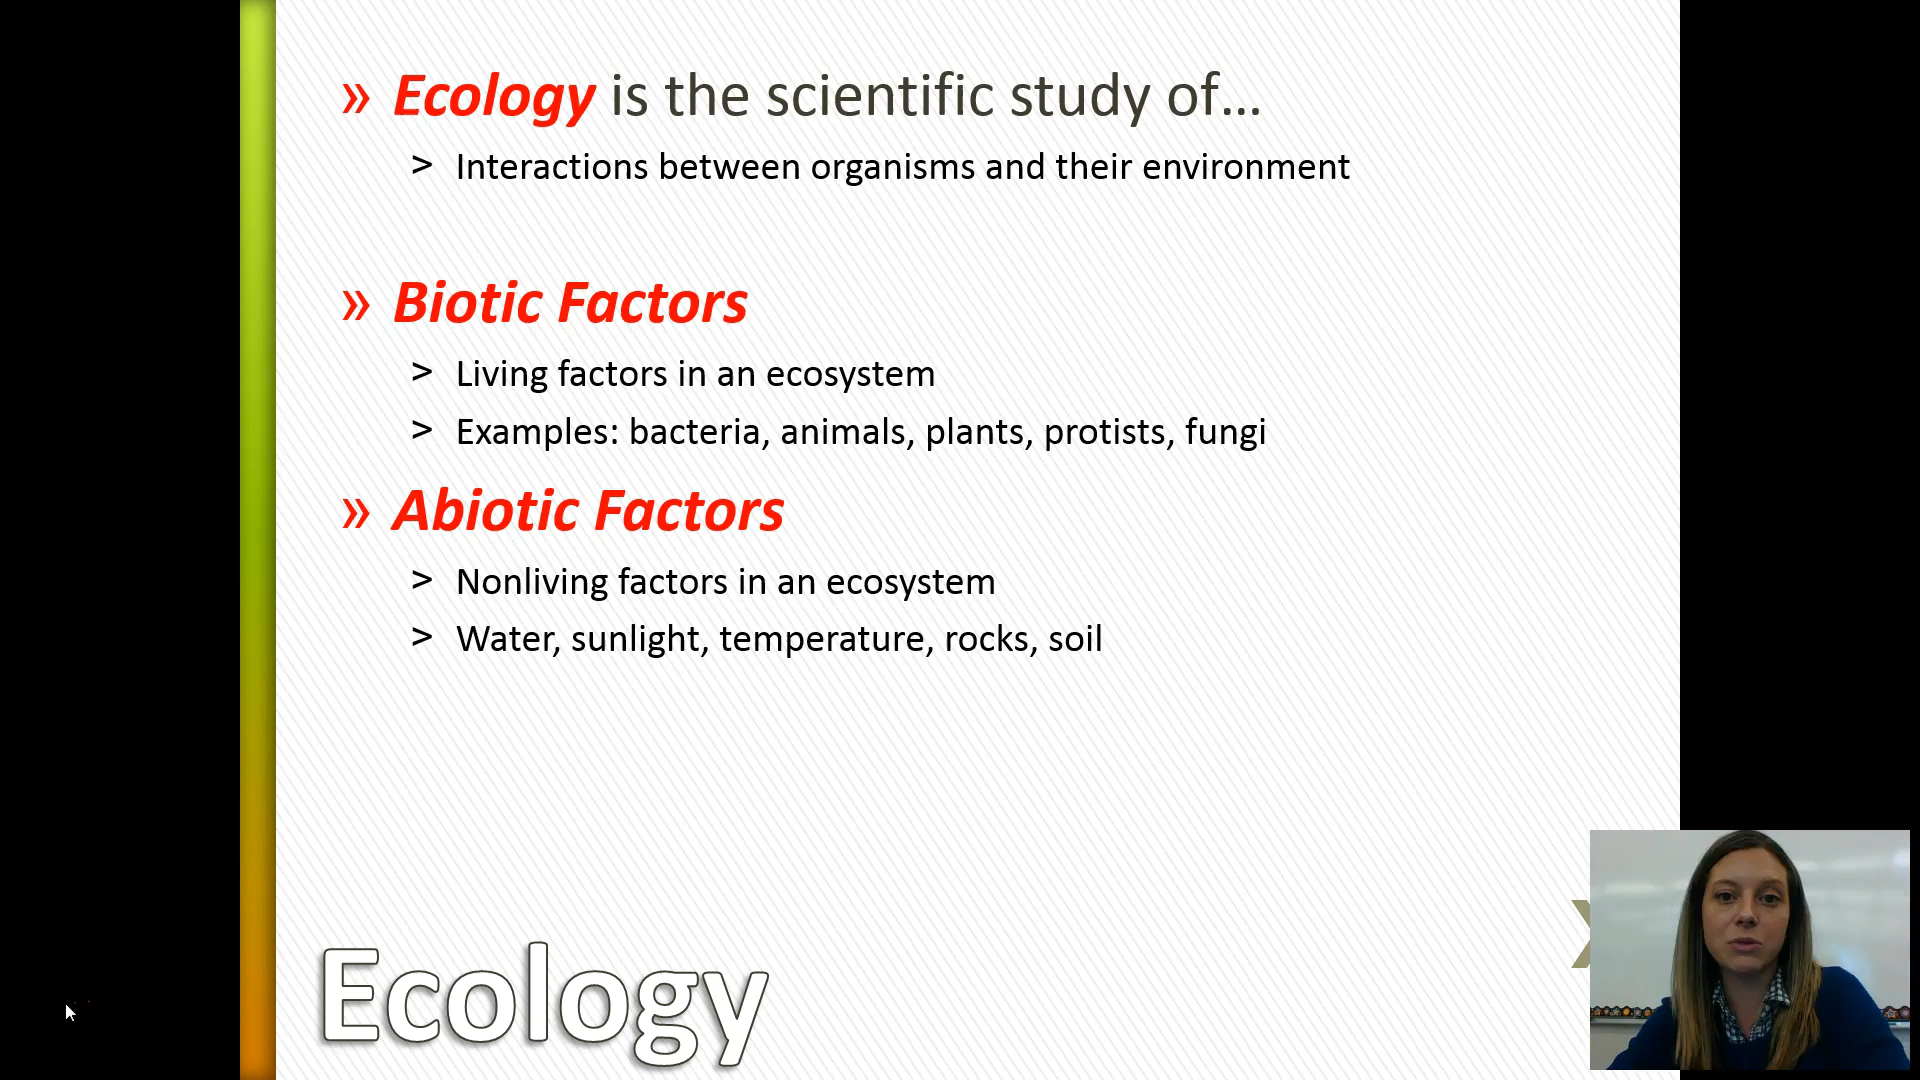 » Ecology is the scientific study of…
> Interactions between organisms and their environment
» Biotic Factors
> Living factors in an ecosystem
> Examples: bacteria, animals, plants, protists, fungi
» Abiotic Factors
> Nonliving factors in an ecosystem
> Water, sunlight, temperature, rocks, soil
Ecology